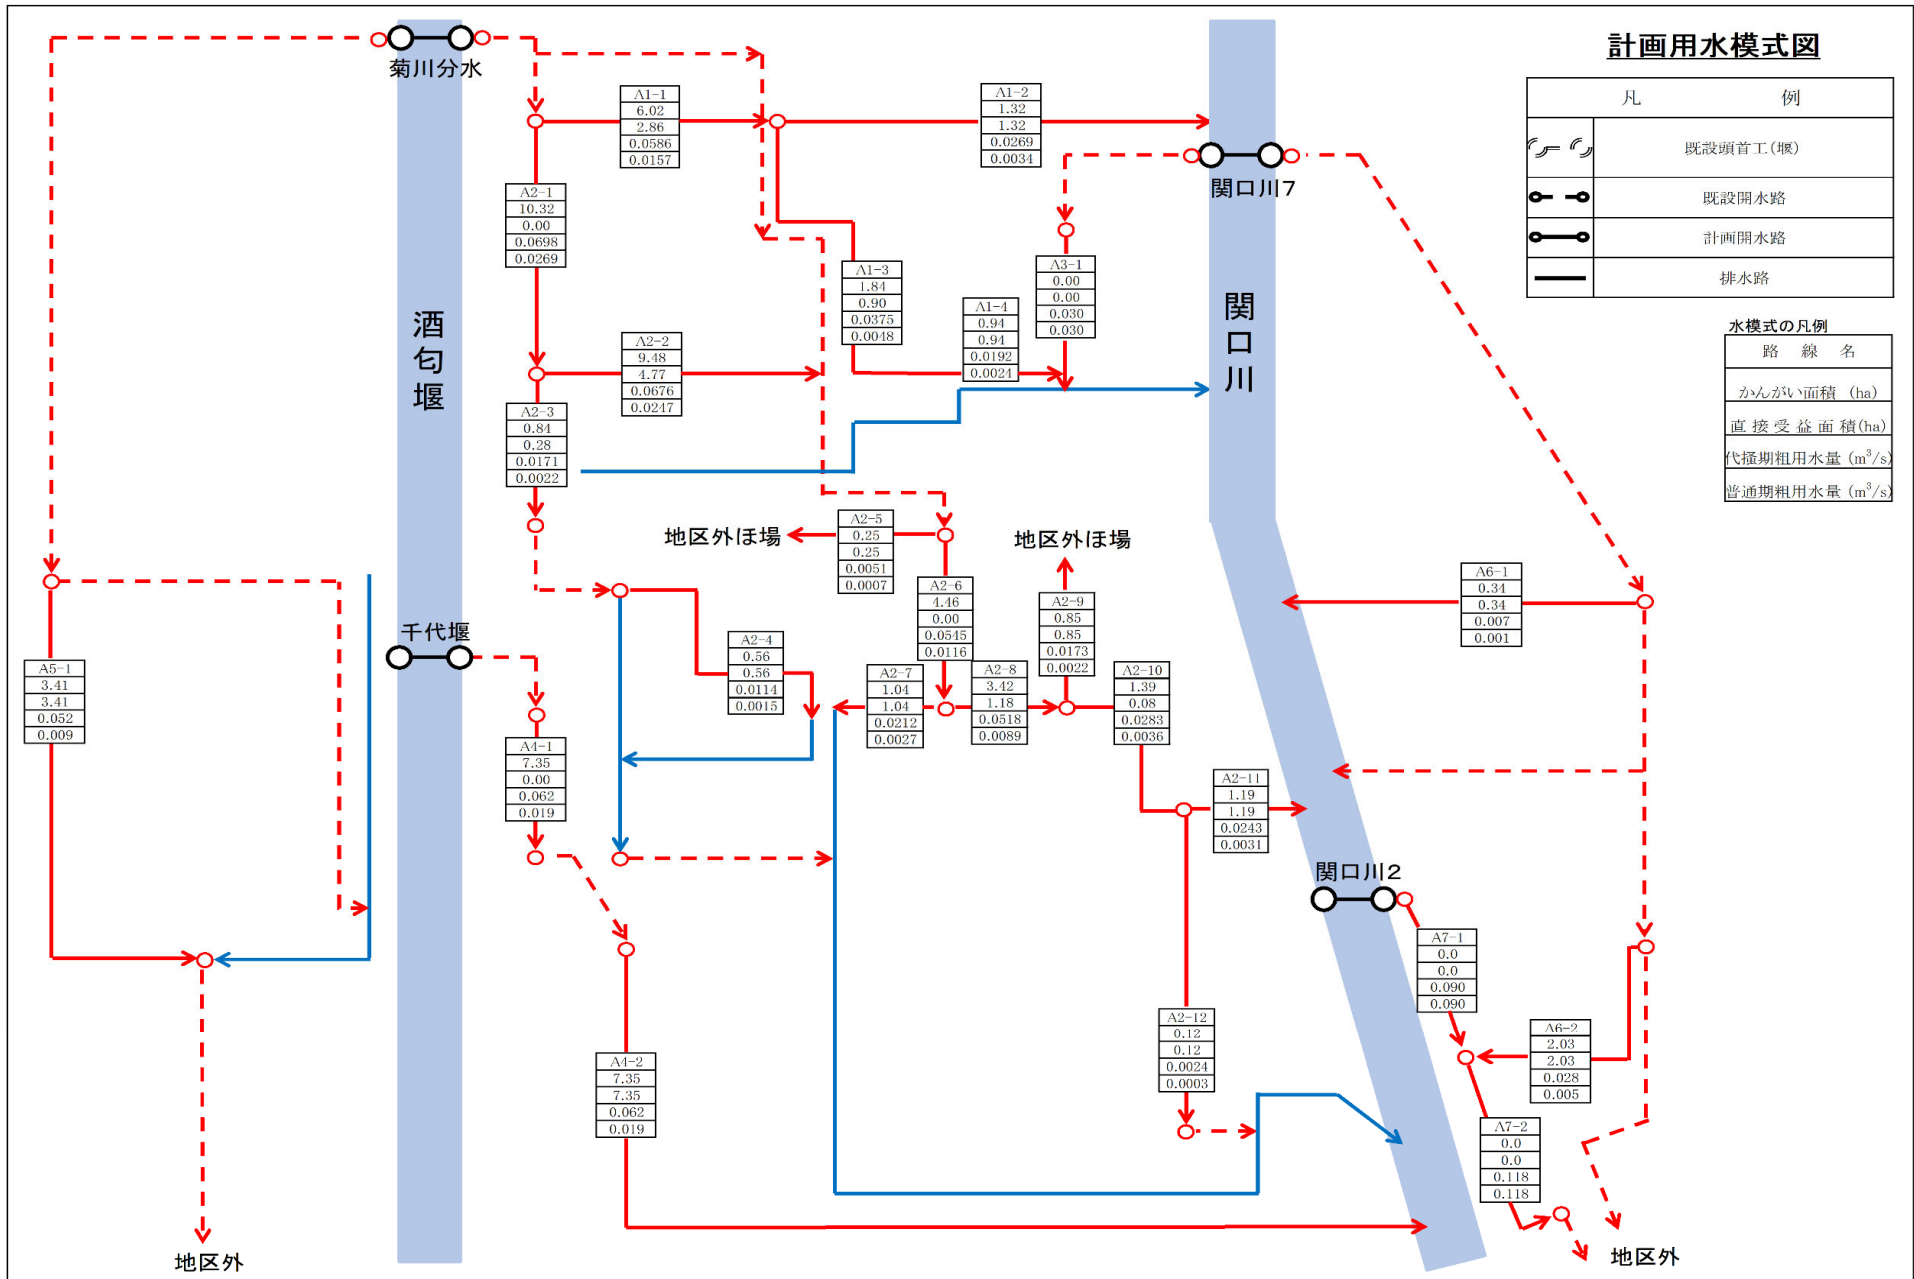 計画用水模式図
凡 例
既設頭首工(堰)
既設開水路
計画開水路
排水路
水模式の凡例
路 線 名
かんがい面積 (ha)
直接受益面積(ha)
代掻期粗用水量 (m³/s)
普通期粗用水量 (m³/s)
菊川分水
酒匂堰
千代堰
関口川7
関口川
関口川2
A1-1
6.02
2.86
0.0586
0.0157
A1-2
1.32
1.32
0.0269
0.0034
A2-1
10.32
0.00
0.0698
0.0269
A1-3
1.84
0.90
0.0375
0.0048
A3-1
0.00
0.00
0.030
0.030
A1-4
0.94
0.94
0.0192
0.0024
A2-2
9.48
4.77
0.0676
0.0247
A2-3
0.84
0.28
0.0171
0.0022
地区外ほ場
A2-5
0.25
0.25
0.0051
0.0007
地区外ほ場
A2-6
4.46
0.00
0.0545
0.0116
A2-9
0.85
0.85
0.0173
0.0022
A6-1
0.34
0.34
0.007
0.001
A5-1
3.41
3.41
0.052
0.009
A2-4
0.56
0.56
0.0114
0.0015
A2-7
1.04
1.04
0.0212
0.0027
A2-8
3.42
1.18
0.0518
0.0089
A2-10
1.39
0.08
0.0283
0.0036
A4-1
7.35
0.00
0.062
0.019
A2-11
1.19
1.19
0.0243
0.0031
A7-1
0.0
0.0
0.090
0.090
A2-12
0.12
0.12
0.0024
0.0003
A6-2
2.03
2.03
0.028
0.005
A4-2
7.35
7.35
0.062
0.019
A7-2
0.0
0.0
0.118
0.118
地区外
地区外